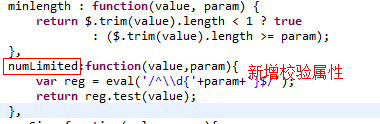 minlength : function(value, param) {
return $.trim(value).length < 1 ? true
: ($.trim(value).length >= param);
},
numLimited:function(value,param){ 新增校验属性
var reg = eval('/^\\d{'+param+'}$/');
return reg.test(value);
},